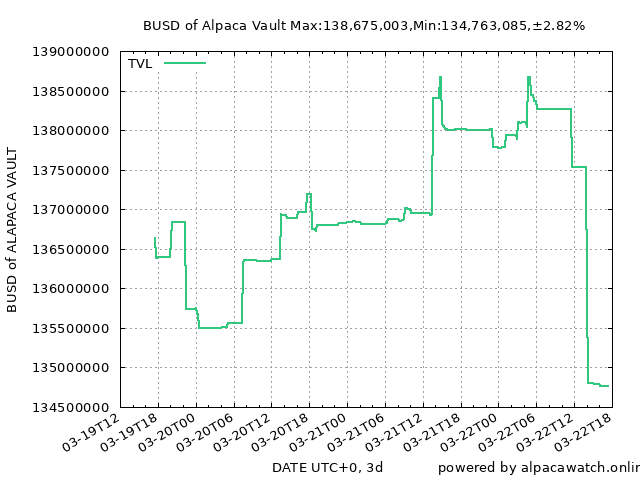 BUSD of Alpaca Vault Max:138,675,003,Min:134,763,085,±2.82%
139000000
TVL
138500000
138000000
137500000
137000000
136500000
136000000
135500000
135000000
134500000
BUSD of ALAPACA VAULT
03-19T12
03-19T18
03-20T00
03-20T06
03-20T12
03-20T18
03-21T00
03-21T06
03-21T12
03-21T18
03-22T00
03-22T06
03-22T12
03-22T18
DATE UTC+0, 3d
powered by alpacawatch.onlin